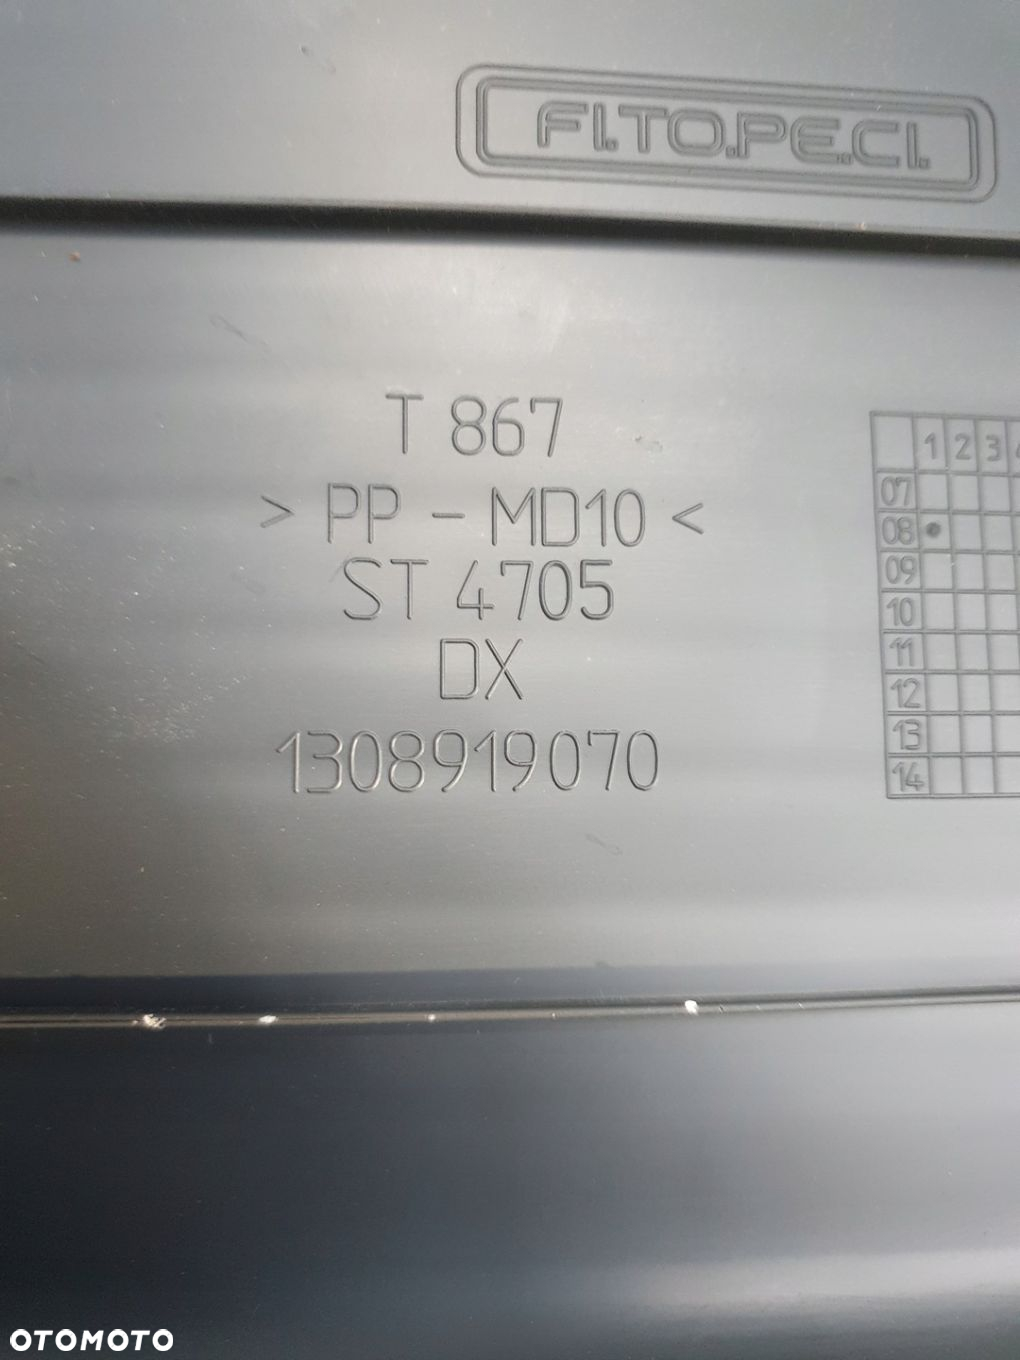 FI.TO.PE.CI.
T 867
> PP - MD10 <
ST 4705
DX
1308919070
1 2 3
07
08
09
10
11
12
13
14
OTOMOTO